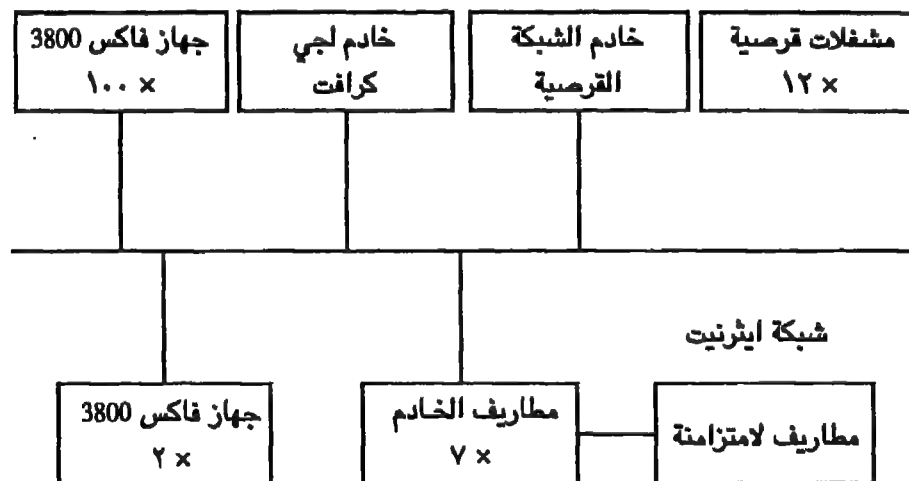 مشغلات قرصية
× ١٢
خادم الشبكة
القرصية
خادم لجي
كرافت
جهاز فاكس 3800
× ١٠٠
شبكة ايثرنيت
مطاريف لامتزامنة
مطاريف الخادم
× ٧
جهاز فاكس 3800
× ٢